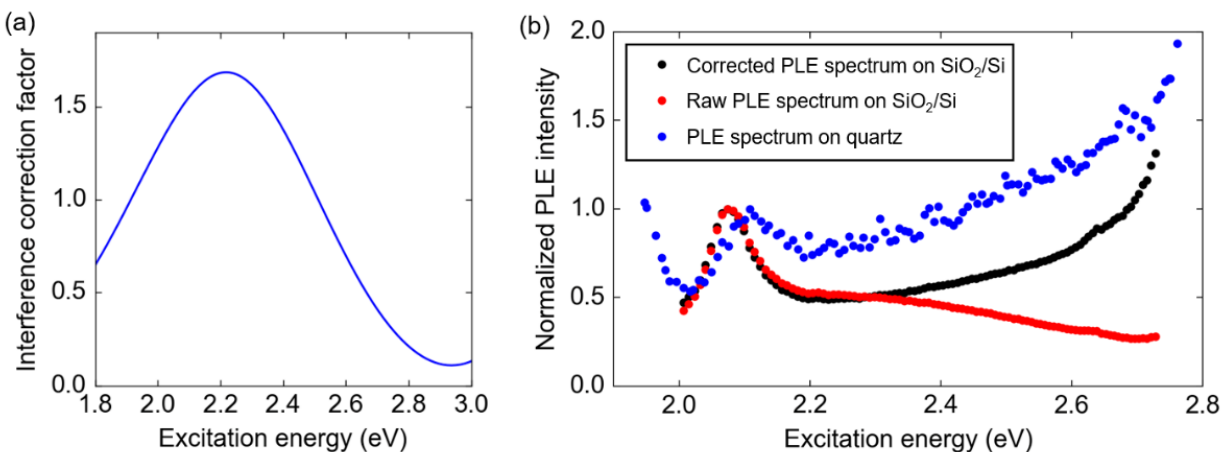 (a)
Interference correction factor
1.5
1.0
0.5
0.0
1.8 2.0 2.2 2.4 2.6 2.8 3.0
Excitation energy (eV)
(b)
Normalized PLE intensity
2.0
1.5
1.0
0.5
0.0
Corrected PLE spectrum on SiO₂/Si
Raw PLE spectrum on SiO₂/Si
PLE spectrum on quartz
2.0 2.2 2.4 2.6 2.8
Excitation energy (eV)